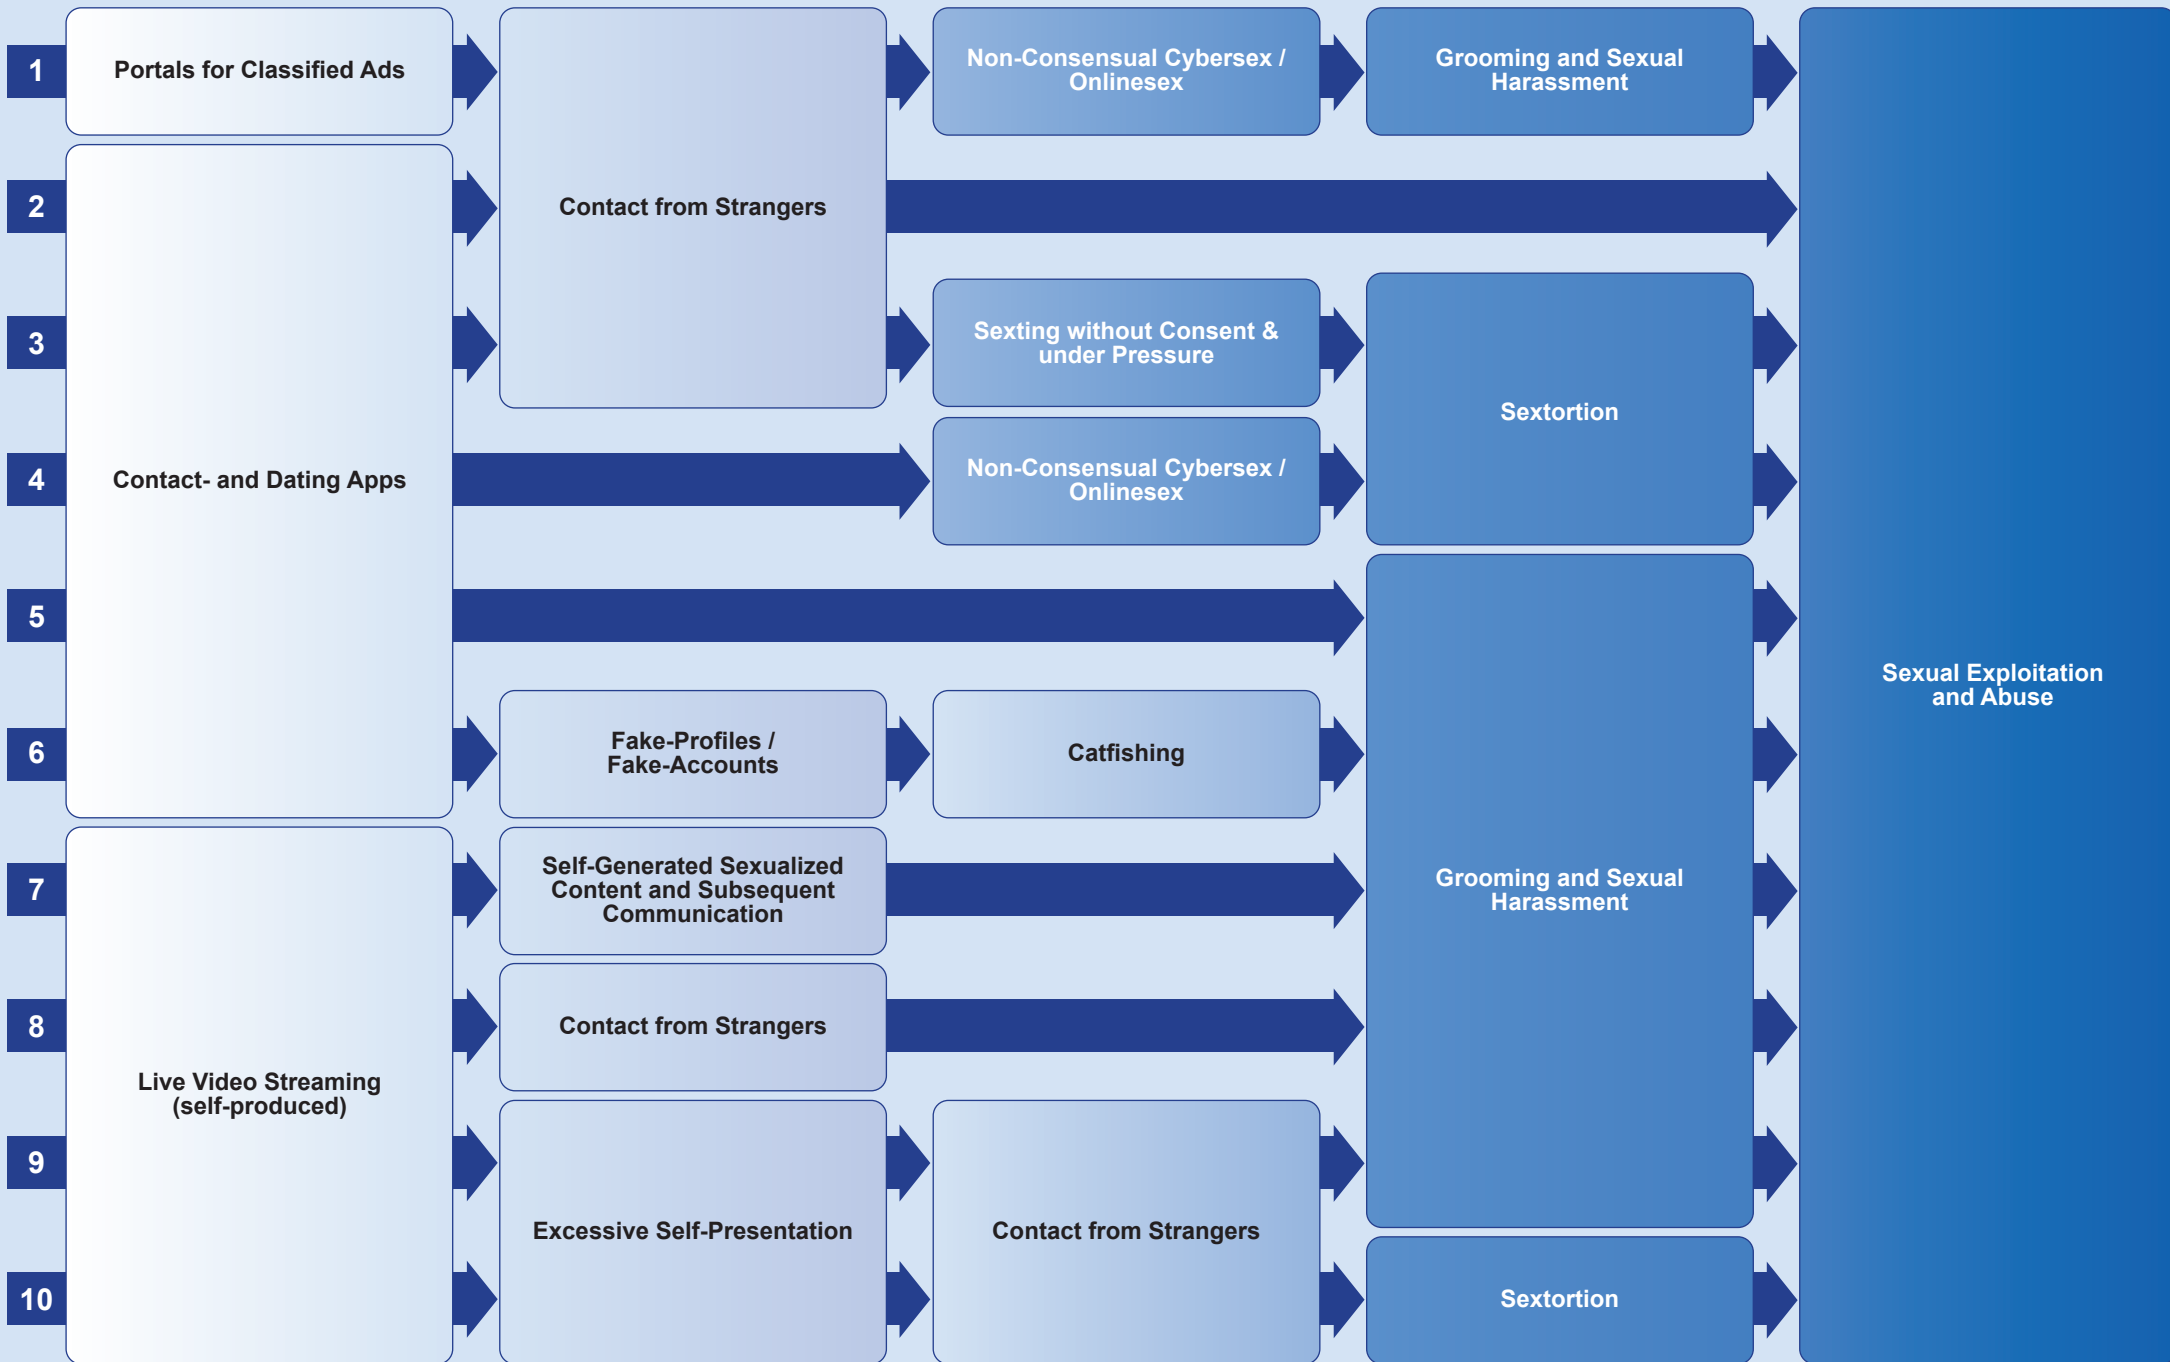 1
Portals for Classified Ads
Non-Consensual Cybersex /
Onlinesex
Grooming and Sexual
Harassment
2
Contact from Strangers
3
Sexting without Consent &
under Pressure
Sextortion
4
Contact- and Dating Apps
Non-Consensual Cybersex /
Onlinesex
5
Sexual Exploitation
and Abuse
6
Fake-Profiles /
Fake-Accounts
Catfishing
7
Self-Generated Sexualized
Content and Subsequent
Communication
Grooming and Sexual
Harassment
8
Contact from Strangers
Live Video Streaming
(self-produced)
9
Excessive Self-Presentation
Contact from Strangers
10
Sextortion